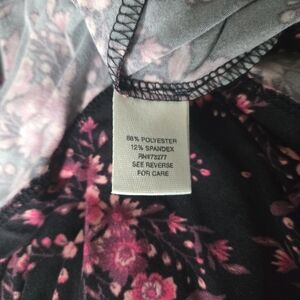 88% POLYESTER
12% SPANDEX
RN#73277
SEE REVERSE
FOR CARE